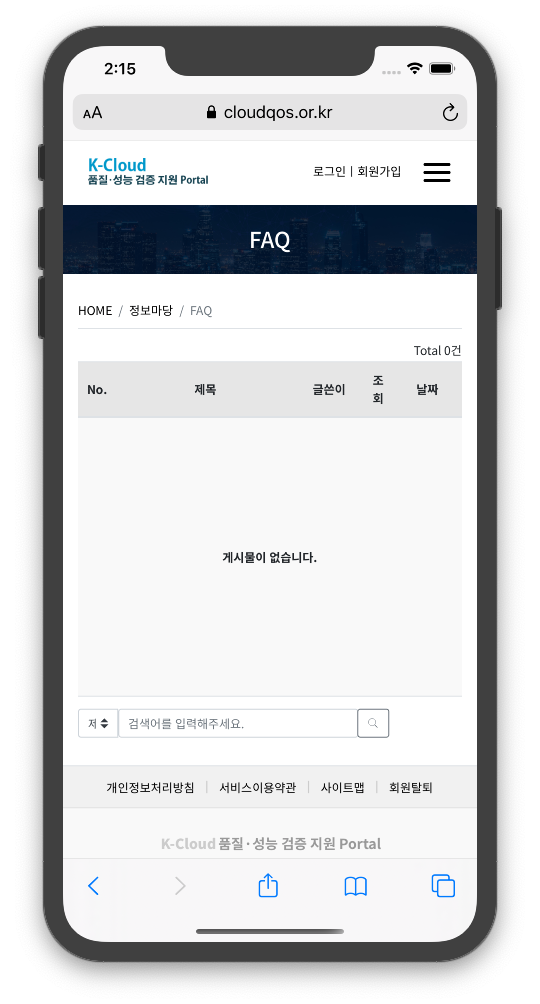 2:15
AA cloudqos.or.kr
K-Cloud
품질·성능 검증 지원 Portal
로그인 | 회원가입
FAQ
HOME / 정보마당 / FAQ
Total 0건
No. 제목 글쓴이 조회 날짜
게시물이 없습니다.
저 검색어를 입력해주세요.
개인정보처리방침 | 서비스이용약관 | 사이트맵 | 회원탈퇴
K-Cloud 품질·성능 검증 지원 Portal